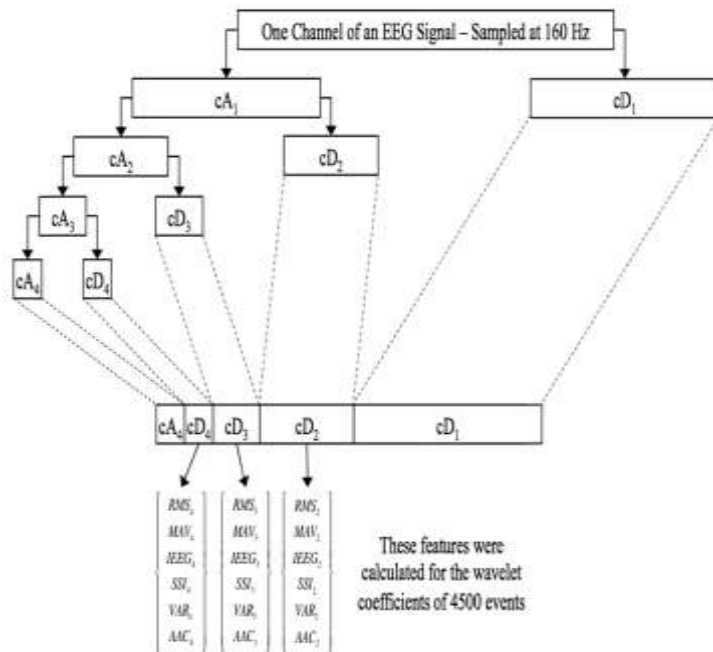 One Channel of an EEG Signal – Sampled at 160 Hz
cA₁
cD₁
cA₂
cD₂
cA₃
cD₃
cA₄
cD₄
cA₄
cD₄
cD₃
cD₂
cD₁
RMS₄
MAV₄
IEEG₄
SSI₄
VAR₄
AAC₄
RMS₃
MAV₃
IEEG₃
SSI₃
VAR₃
AAC₃
RMS₂
MAV₂
IEEG₂
SSI₂
VAR₂
AAC₂
These features were
calculated for the wavelet
coefficients of 4500 events